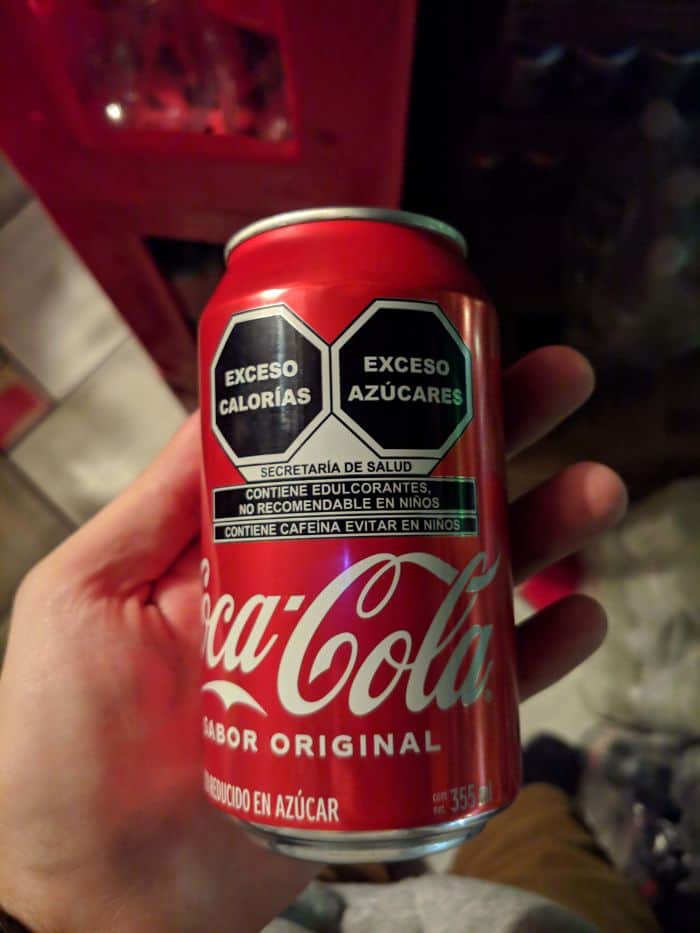 EXCESO
CALORÍAS
EXCESO
AZÚCARES
SECRETARÍA DE SALUD
CONTIENE EDULCORANTES,
NO RECOMENDABLE EN NIÑOS
CONTIENE CAFEÍNA EVITAR EN NIÑOS
Coca-Cola
SABOR ORIGINAL
REDUCIDO EN AZÚCAR
355 ml